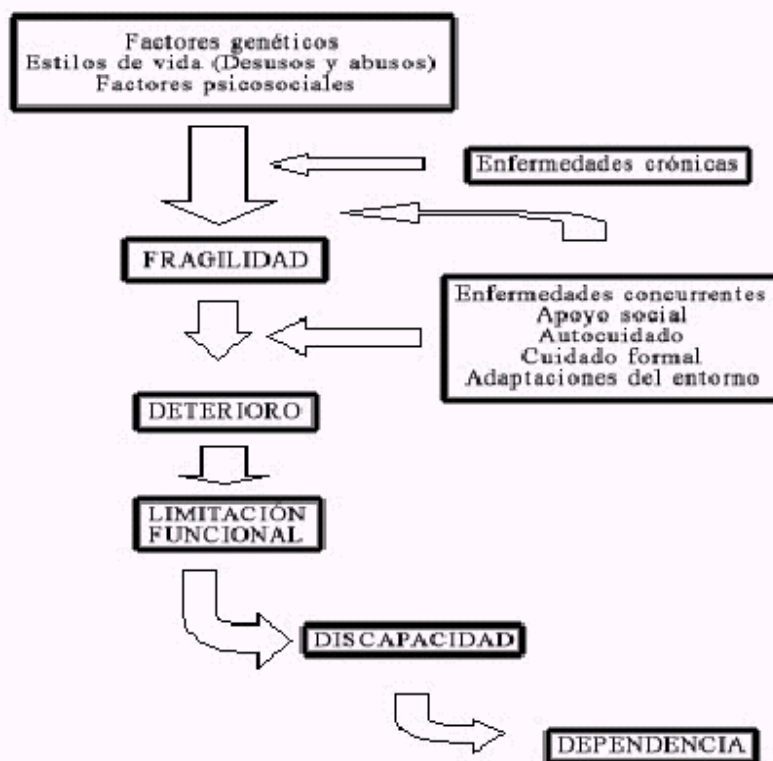 Factores genéticos
Estilos de vida (Desusos y abusos)
Factores psicosociales
Enfermedades crónicas
FRAGILIDAD
Enfermedades concurrentes
Apoyo social
Autocuidado
Cuidado formal
Adaptaciones del entorno
DETERIORO
LIMITACIÓN
FUNCIONAL
DISCAPACIDAD
DEPENDENCIA